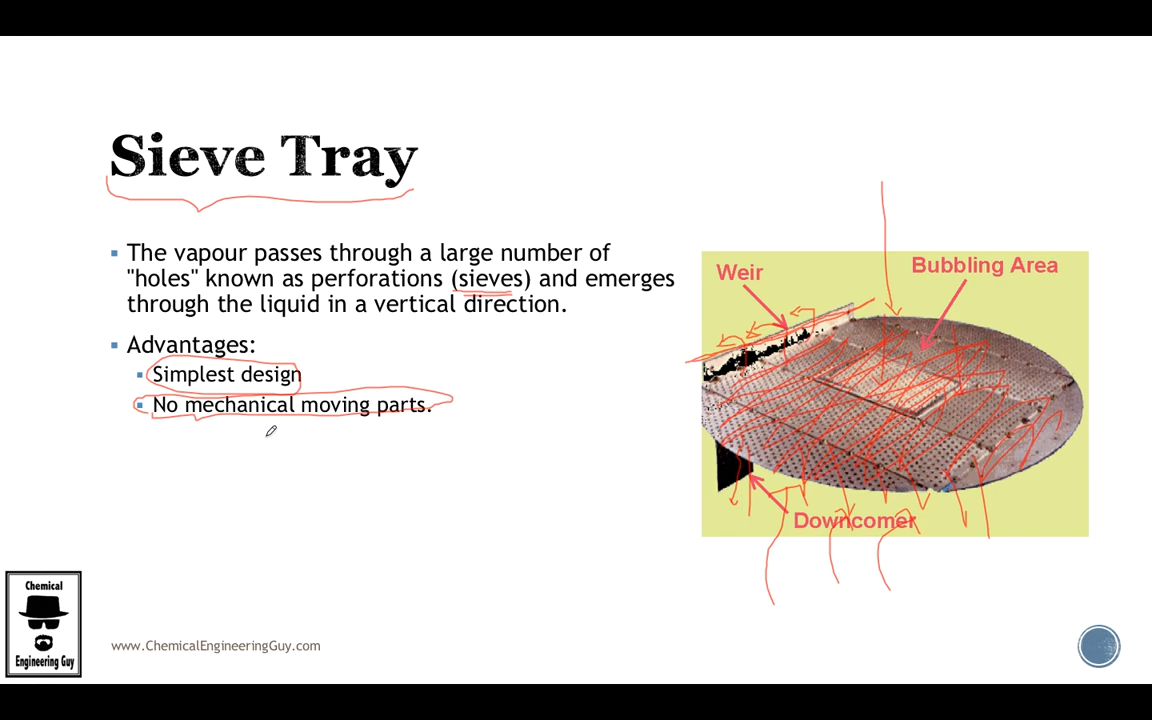 Sieve Tray
The vapour passes through a large number of
"holes" known as perforations (sieves) and emerges
through the liquid in a vertical direction.
Advantages:
Simplest design
No mechanical moving parts.
Weir
Bubbling Area
Downcomer
Chemical
Engineering Guy
www.ChemicalEngineeringGuy.com